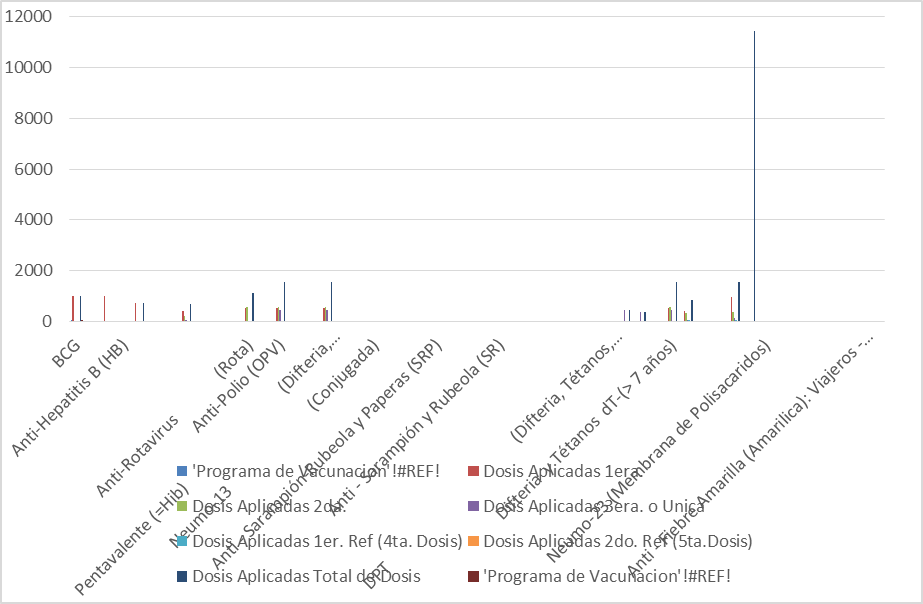 12000
10000
8000
6000
4000
2000
0
BCG
Anti-Hepatitis B (HB)
Anti-Rotavirus
Pentavalente (–Hib)
(Rota)
Neumo-13
Anti-Polio (OPV)
(Difteria,...
(Conjugada)
Anti - Sarampión Rubeola y Paperas (SRP)
Anti - Sarampión y Rubeola (SR)
DPT
(Difteria, Tétanos,...
Difteria y Tétanos dT-(> 7 años)
Neumo-23 (Membrana de Polisacaridos)
Anti - Fiebre Amarilla (Amarilica): Viajeros -...
'Programa de Vacunacion'!#REF!
Dosis Aplicadas 1era.
Dosis Aplicadas 2da.
Dosis Aplicadas 3era. o Unica
Dosis Aplicadas 1er. Ref (4ta. Dosis)
Dosis Aplicadas 2do. Ref (5ta.Dosis)
Dosis Aplicadas Total de Dosis
'Programa de Vacunacion'!#REF!